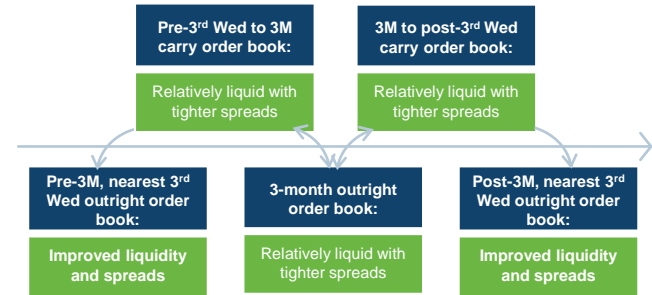 Pre-3rd Wed to 3M
carry order book:
Relatively liquid with
tighter spreads
3M to post-3rd Wed
carry order book:
Relatively liquid with
tighter spreads
Pre-3M, nearest 3rd
Wed outright order
book:
Improved liquidity
and spreads
3-month outright
order book:
Relatively liquid with
tighter spreads
Post-3M, nearest 3rd
Wed outright order
book:
Improved liquidity
and spreads